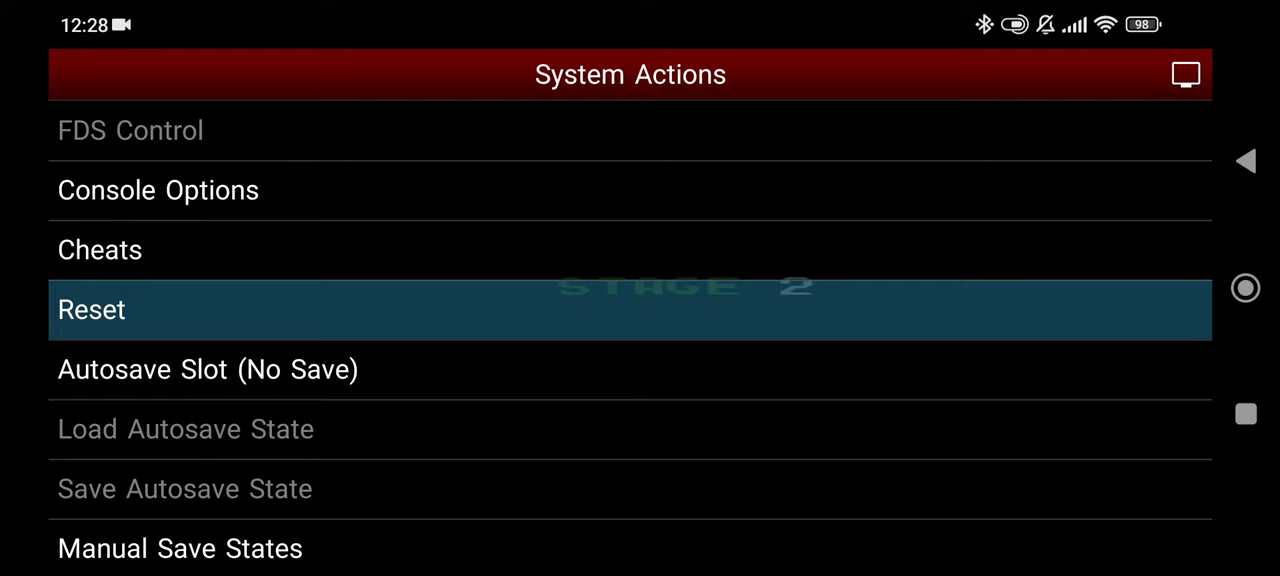 12:28
98
System Actions
FDS Control
Console Options
Cheats
STAGE 2
Reset
Autosave Slot (No Save)
Load Autosave State
Save Autosave State
Manual Save States